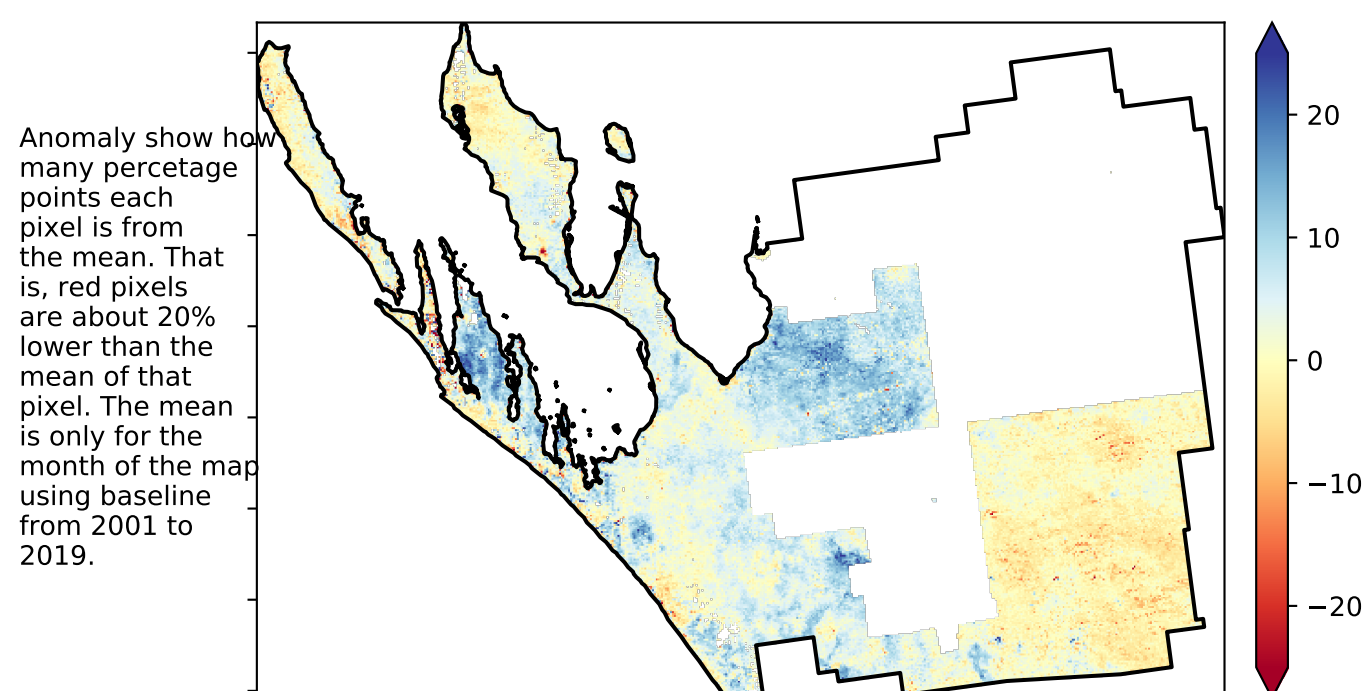 Anomaly show how
many percetage
points each
pixel is from
the mean. That
is, red pixels
are about 20%
lower than the
mean of that
pixel. The mean
is only for the
month of the map
using baseline
from 2001 to
2019.
20
10
0
−10
−20